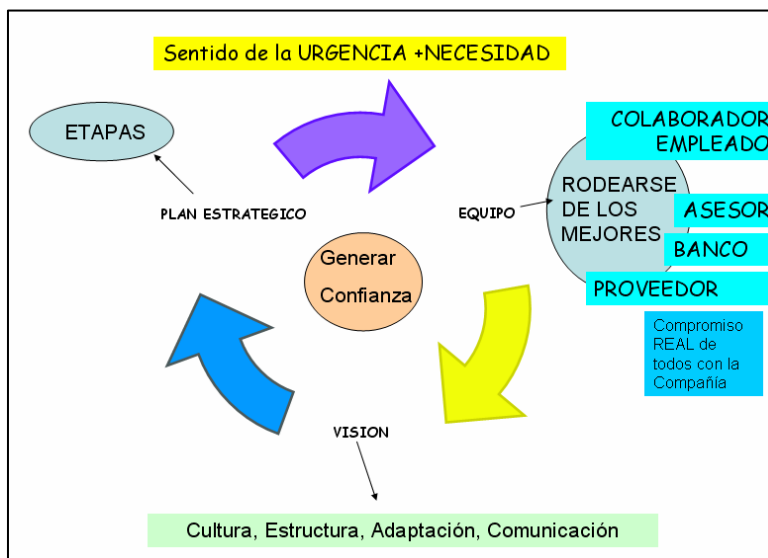 Sentido de la URGENCIA +NECESIDAD
ETAPAS
PLAN ESTRATEGICO
EQUIPO
COLABORADOR
EMPLEADO
RODEARSE
DE LOS
MEJORES
ASESOR
BANCO
PROVEEDOR
Compromiso
REAL de
todos con la
Compañía
Generar
Confianza
VISION
Cultura, Estructura, Adaptación, Comunicación